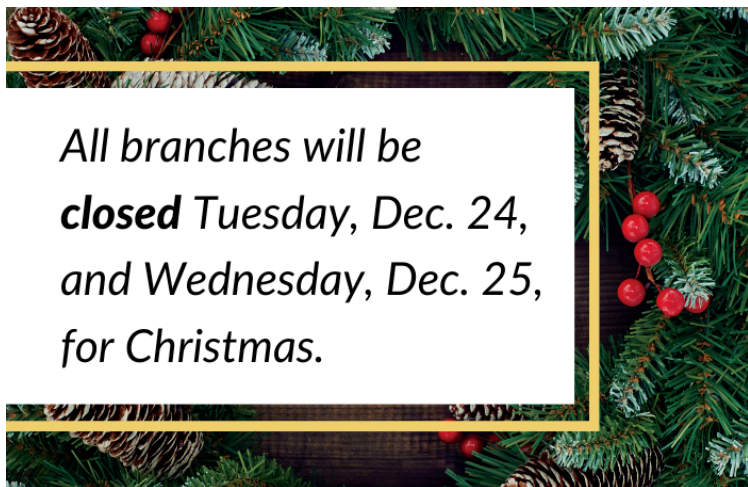 All branches will be
closed Tuesday, Dec. 24,
and Wednesday, Dec. 25,
for Christmas.